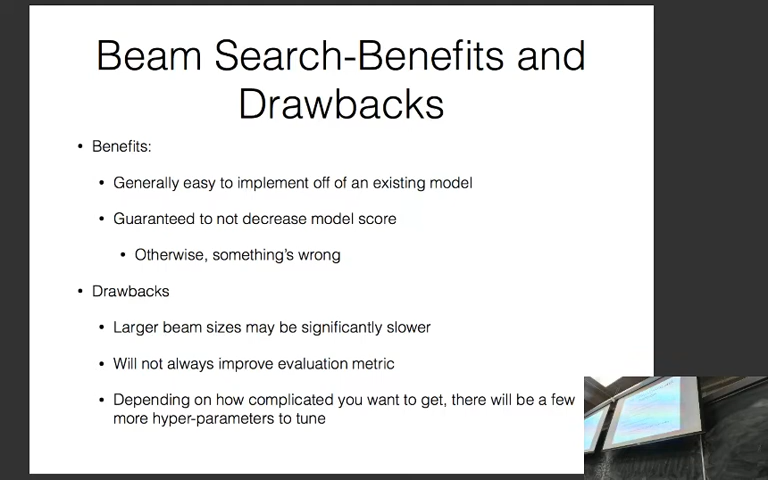 Beam Search-Benefits and
Drawbacks
• Benefits:
• Generally easy to implement off of an existing model
• Guaranteed to not decrease model score
• Otherwise, something's wrong
• Drawbacks
• Larger beam sizes may be significantly slower
• Will not always improve evaluation metric
• Depending on how complicated you want to get, there will be a few
more hyper-parameters to tune